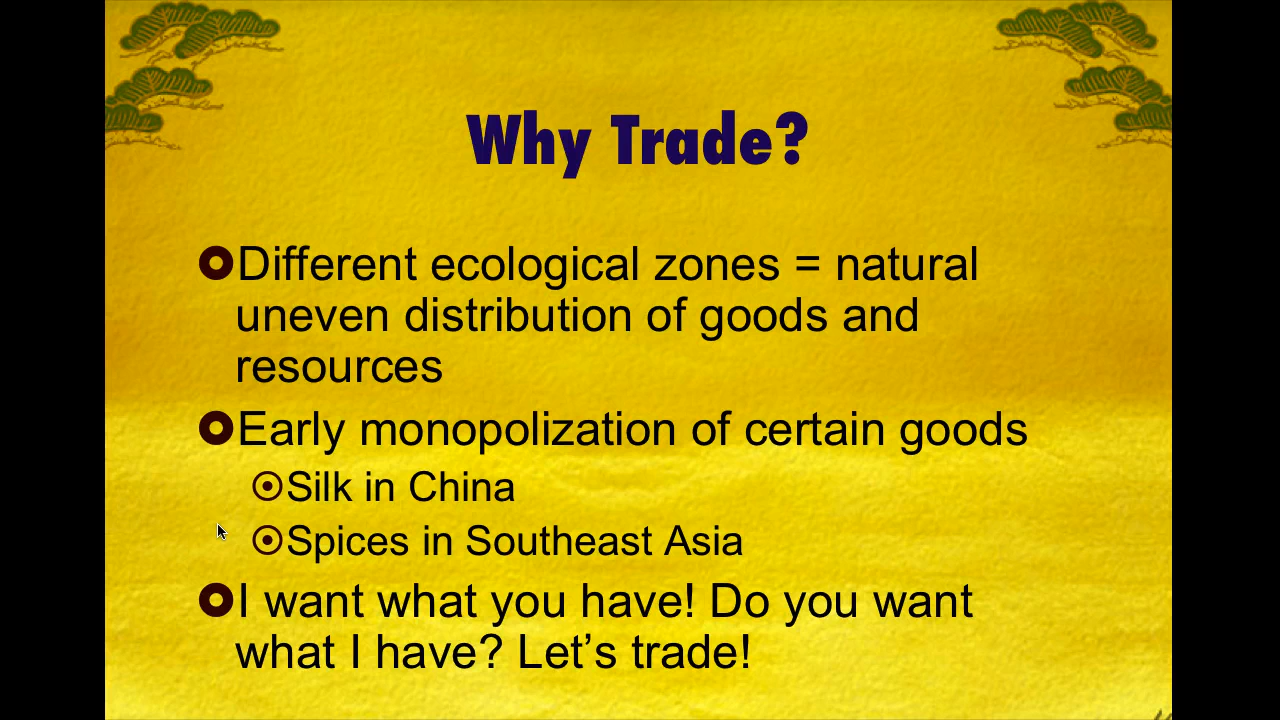 Why Trade?
Different ecological zones = natural
uneven distribution of goods and
resources
Early monopolization of certain goods
Silk in China
Spices in Southeast Asia
I want what you have! Do you want
what I have? Let’s trade!